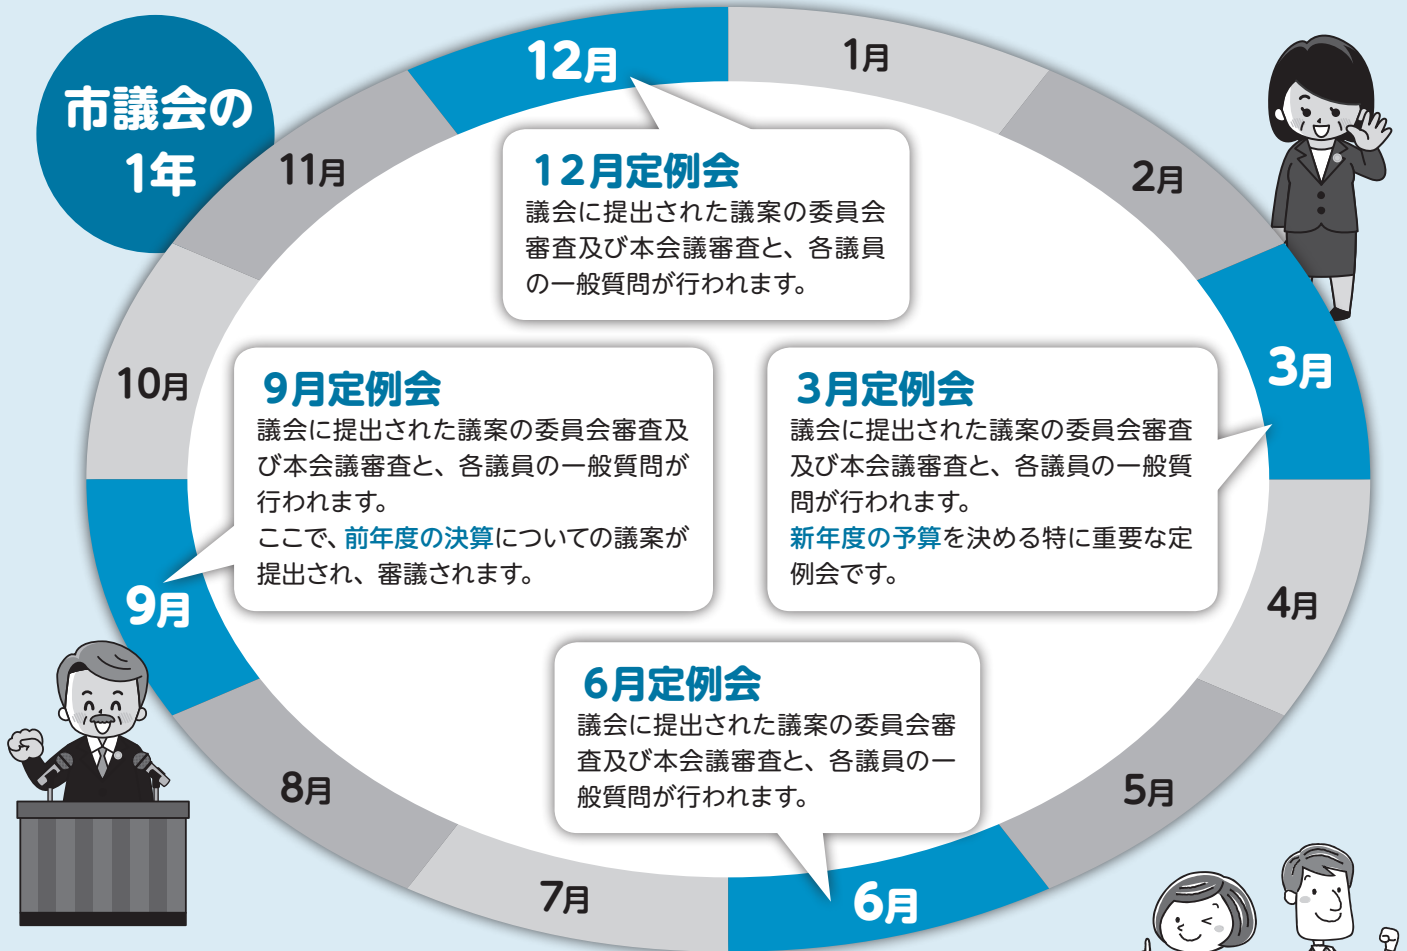 市議会の
1年
12月
1月
2月
3月
4月
5月
6月
7月
8月
9月
10月
11月
12月定例会
議会に提出された議案の委員会
審査及び本会議審査と、各議員
の一般質問が行われます。
9月定例会
議会に提出された議案の委員会審査及
び本会議審査と、各議員の一般質問が
行われます。
ここで、前年度の決算についての議案が
提出され、審議されます。
3月定例会
議会に提出された議案の委員会審査
及び本会議審査と、各議員の一般質
問が行われます。
新年度の予算を決める特に重要な定
例会です。
6月定例会
議会に提出された議案の委員会審
査及び本会議審査と、各議員の一
般質問が行われます。